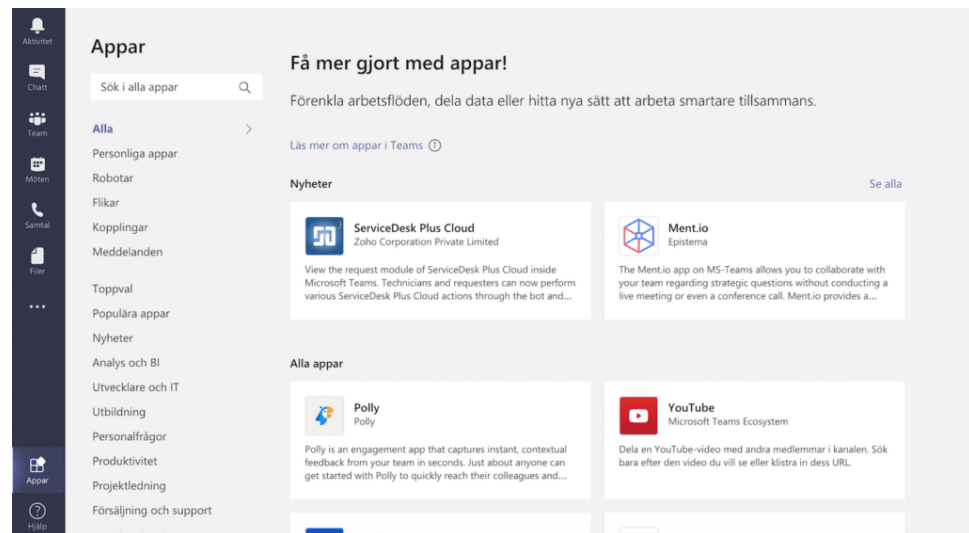 Aktivitet
Chatt
Team
Möten
Samtal
Filer
Appar
Hjälp
Appar
Sök i alla appar
Alla
Personliga appar
Robotar
Flikar
Kopplingar
Meddelanden
Toppval
Populära appar
Nyheter
Analys och BI
Utvecklare och IT
Utbildning
Personalfrågor
Produktivitet
Projektledning
Försäljning och support
Få mer gjort med appar!
Förenkla arbetsflöden, dela data eller hitta nya sätt att arbeta smartare tillsammans.
Läs mer om appar i Teams
Nyheter
Se alla
ServiceDesk Plus Cloud
Zoho Corporation Private Limited
View the request module of ServiceDesk Plus Cloud inside
Microsoft Teams. Technicians and requesters can now perform
various ServiceDesk Plus Cloud actions through the bot and...
Ment.io
Epistema
The Ment.io app on MS-Teams allows you to collaborate with
your team regarding strategic questions without conducting a
live meeting or even a conference call. Ment.io provides a...
Alla appar
Polly
Polly
Polly is an engagement app that captures instant, contextual
feedback from your team in seconds. Just about anyone can
get started with Polly to quickly reach their colleagues and...
YouTube
Microsoft Teams Ecosystem
Dela en YouTube-video med andra medlemmar i kanalen. Sök
bara efter den video du vill se eller klistra in dess URL.